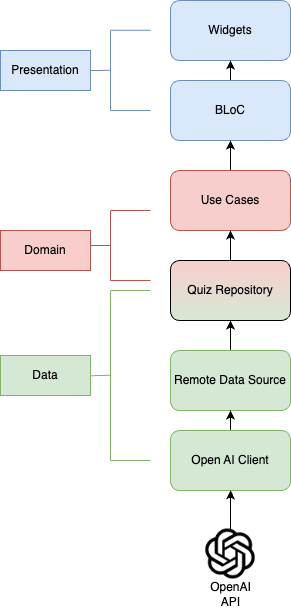 Widgets
Presentation
BLoC
Use Cases
Domain
Quiz Repository
Data
Remote Data Source
Open AI Client
OpenAI
API